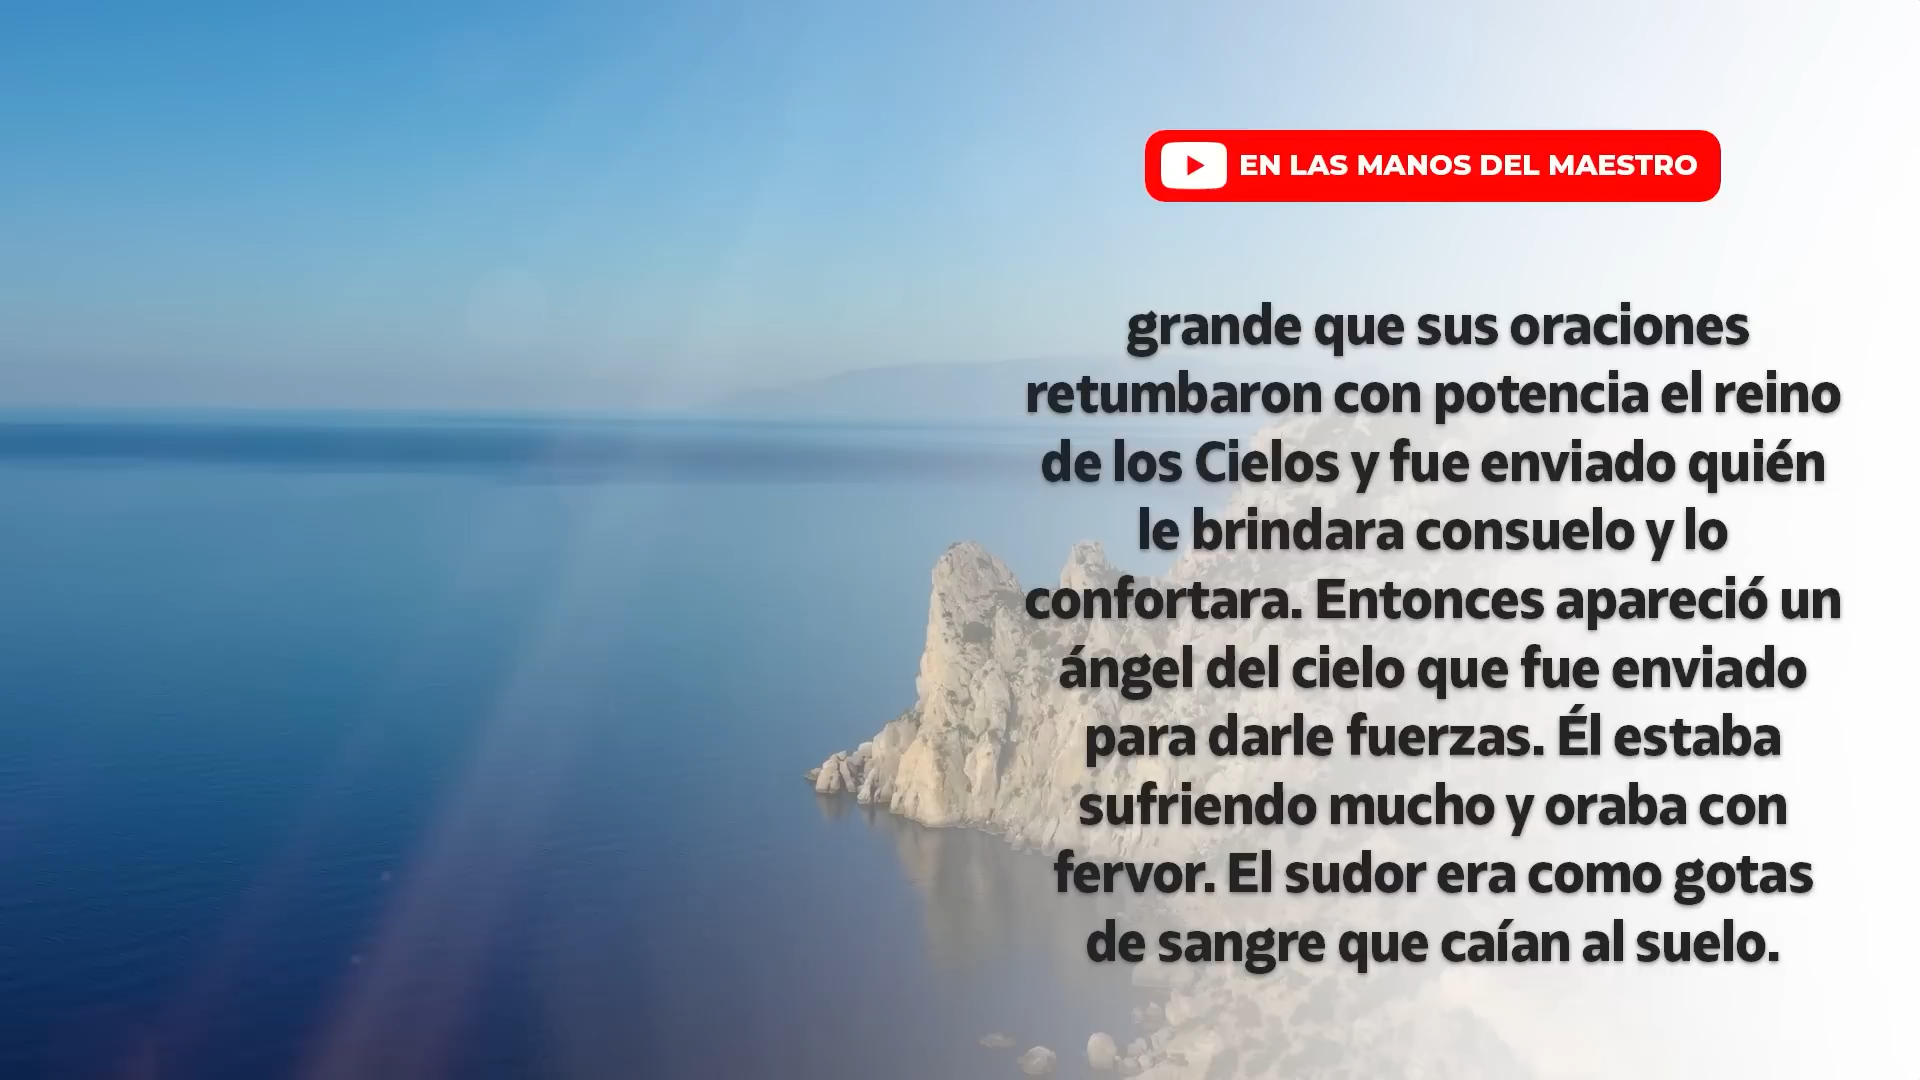 EN LAS MANOS DEL MAESTRO
grande que sus oraciones
retumbaron con potencia el reino
de los Cielos y fue enviado quién
le brindara consuelo y lo
confortara. Entonces apareció un
ángel del cielo que fue enviado
para darle fuerzas. Él estaba
sufriendo mucho y oraba con
fervor. El sudor era como gotas
de sangre que caían al suelo.